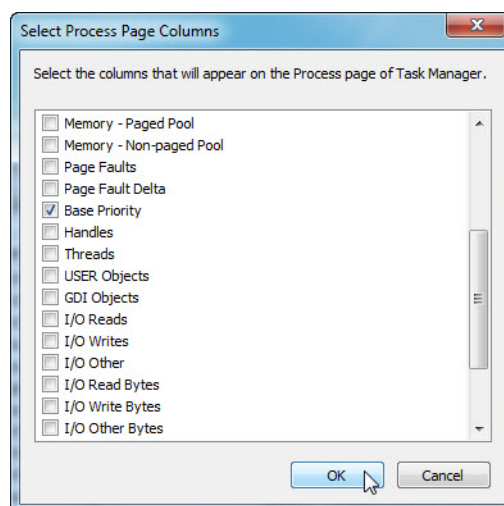 Select Process Page Columns
Select the columns that will appear on the Process page of Task Manager.
Memory - Paged Pool
Memory - Non-paged Pool
Page Faults
Page Fault Delta
Base Priority
Handles
Threads
USER Objects
GDI Objects
I/O Reads
I/O Writes
I/O Other
I/O Read Bytes
I/O Write Bytes
I/O Other Bytes
OK Cancel